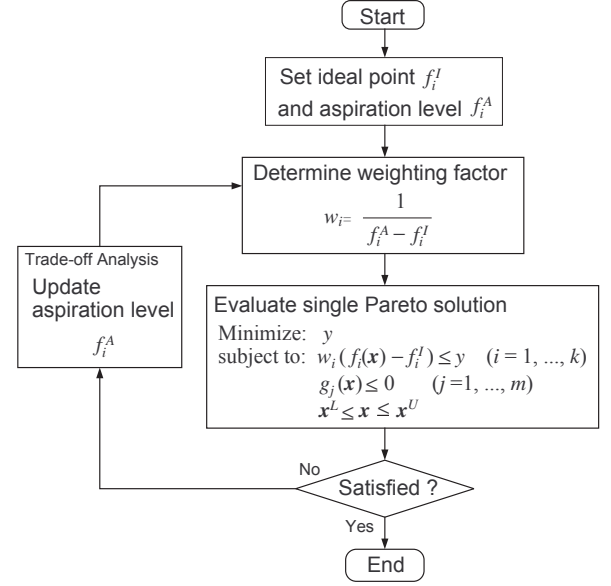 Start
Set ideal point f_i^I
and aspiration level f_i^A
Determine weighting factor
w_i= 1 / (f_i^A − f_i^I)
Trade-off Analysis
Update
aspiration level
f_i^A
Evaluate single Pareto solution
Minimize: y
subject to: w_i ( f_i(x) − f_i^I ) ≤ y (i = 1, ..., k)
g_j (x) ≤ 0 (j =1, ..., m)
x^L ≤ x ≤ x^U
No
Satisfied ?
Yes
End